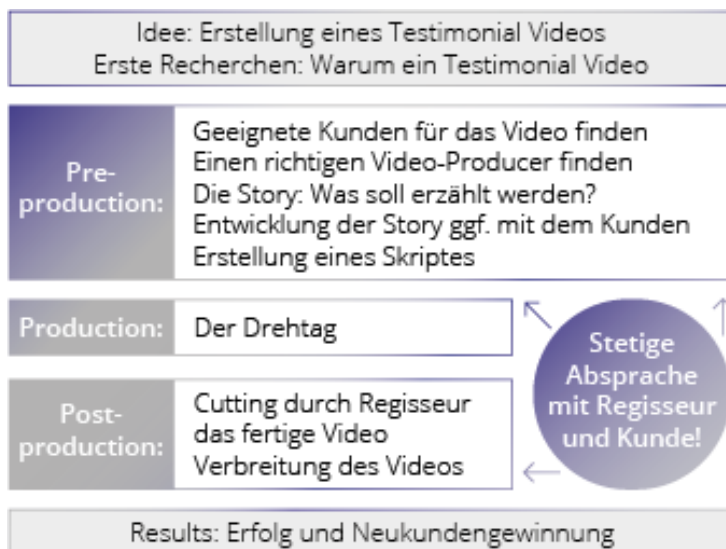 Idee: Erstellung eines Testimonial Videos
Erste Recherchen: Warum ein Testimonial Video
Pre-
production:
Geeignete Kunden für das Video finden
Einen richtigen Video-Producer finden
Die Story: Was soll erzählt werden?
Entwicklung der Story ggf. mit dem Kunden
Erstellung eines Skriptes
Production:
Der Drehtag
Post-
production:
Cutting durch Regisseur
das fertige Video
Verbreitung des Videos
Stetige
Absprache
mit Regisseur
und Kunde!
Results: Erfolg und Neukundengewinnung